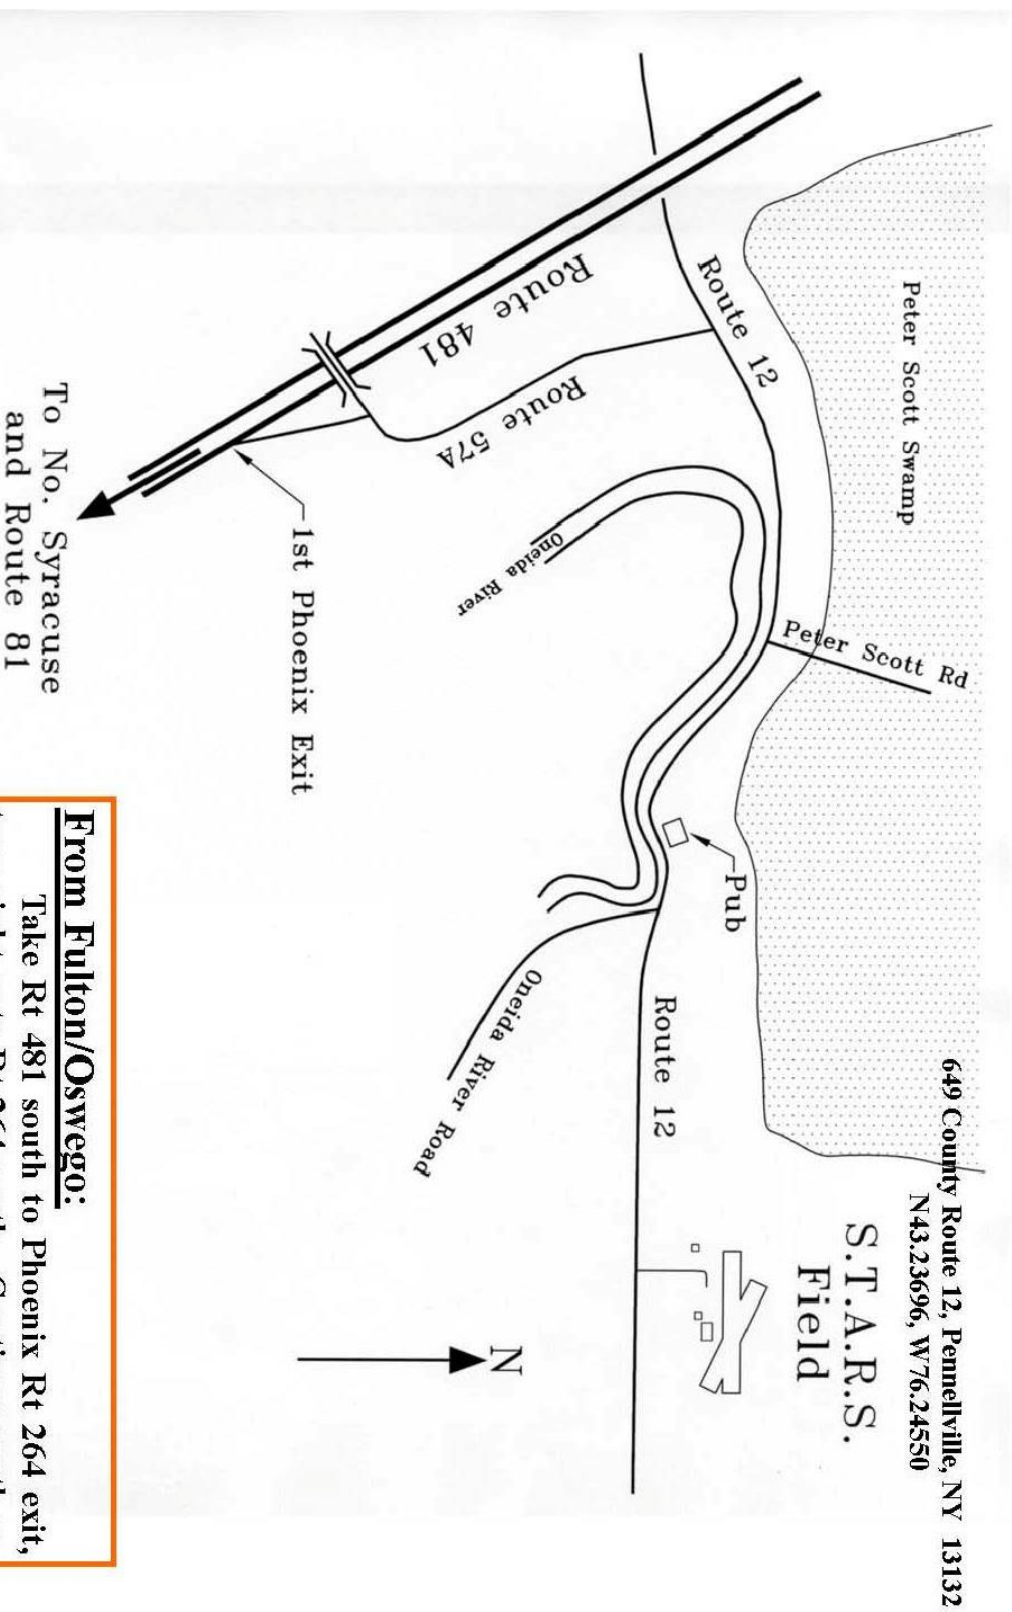 649 County Route 12, Pennellville, NY 13132
N43.23696, W76.24550
S.T.A.R.S.
Field
Peter Scott Swamp
Peter Scott Rd
Route 12
Pub
Route 12
N
Route 481
Route 57A
Oneida River
Oneida River
Oneida River Road
1st Phoenix Exit
To No. Syracuse
and Route 81
From Fulton/Oswego:
Take Rt 481 south to Phoenix Rt 264 exit,